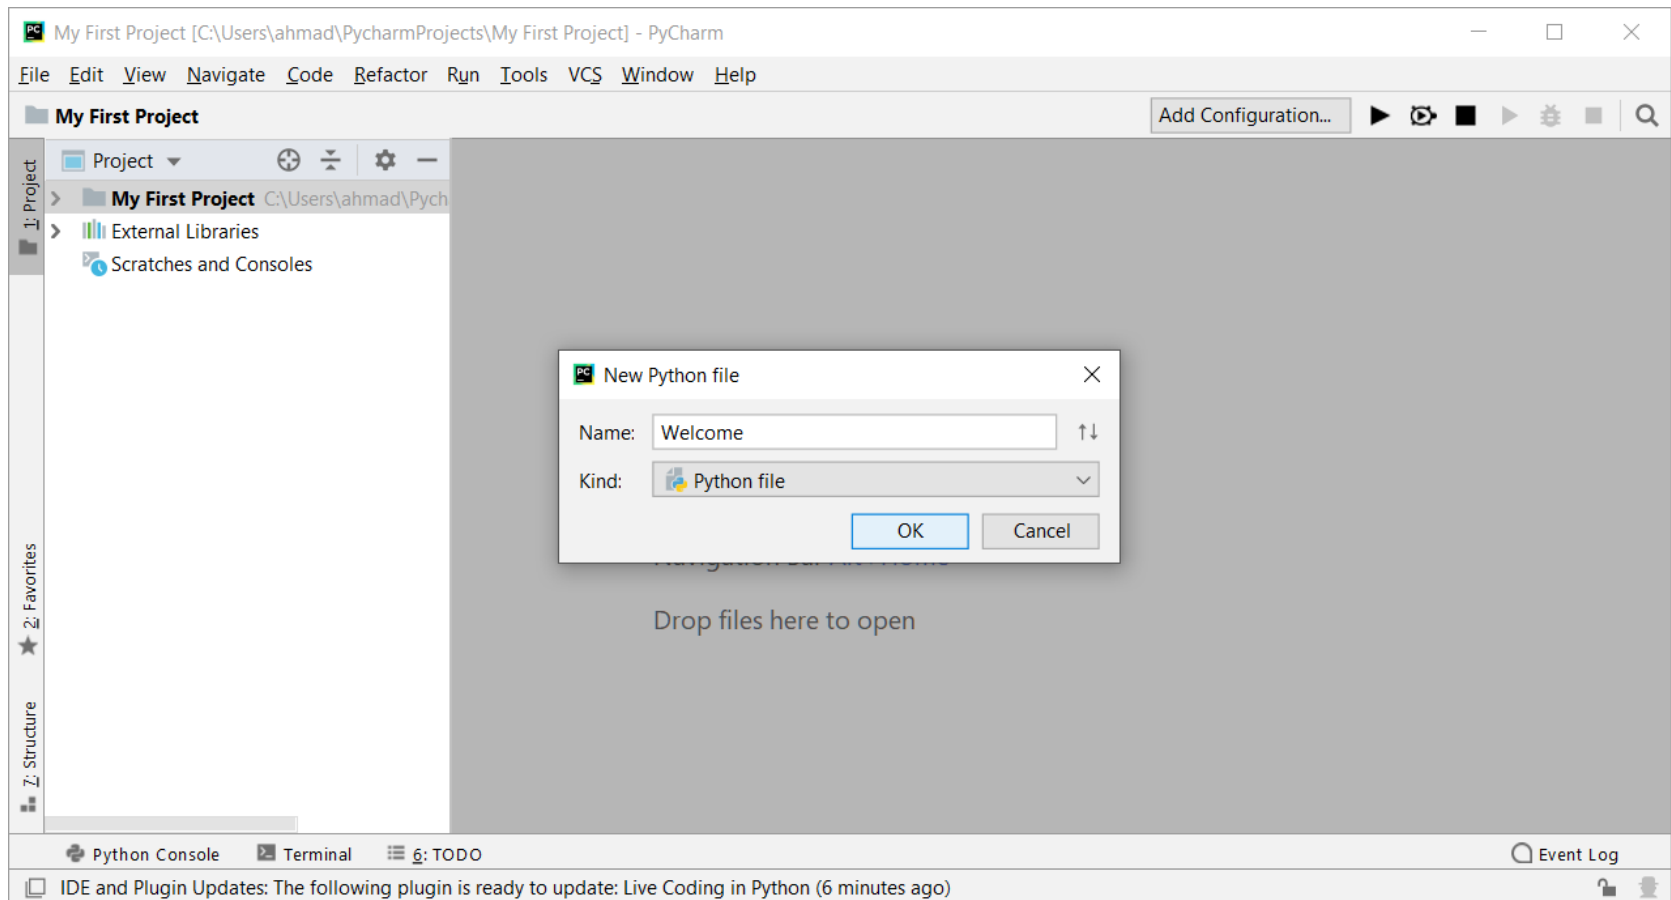 My First Project [C:\Users\ahmad\PycharmProjects\My First Project] - PyCharm
File Edit View Navigate Code Refactor Run Tools VCS Window Help
My First Project
Add Configuration...
1: Project
Project
My First Project C:\Users\ahmad\Pych
External Libraries
Scratches and Consoles
New Python file
Name: Welcome
Kind: Python file
OK Cancel
Drop files here to open
2: Favorites
7: Structure
Python Console Terminal 6: TODO Event Log
IDE and Plugin Updates: The following plugin is ready to update: Live Coding in Python (6 minutes ago)